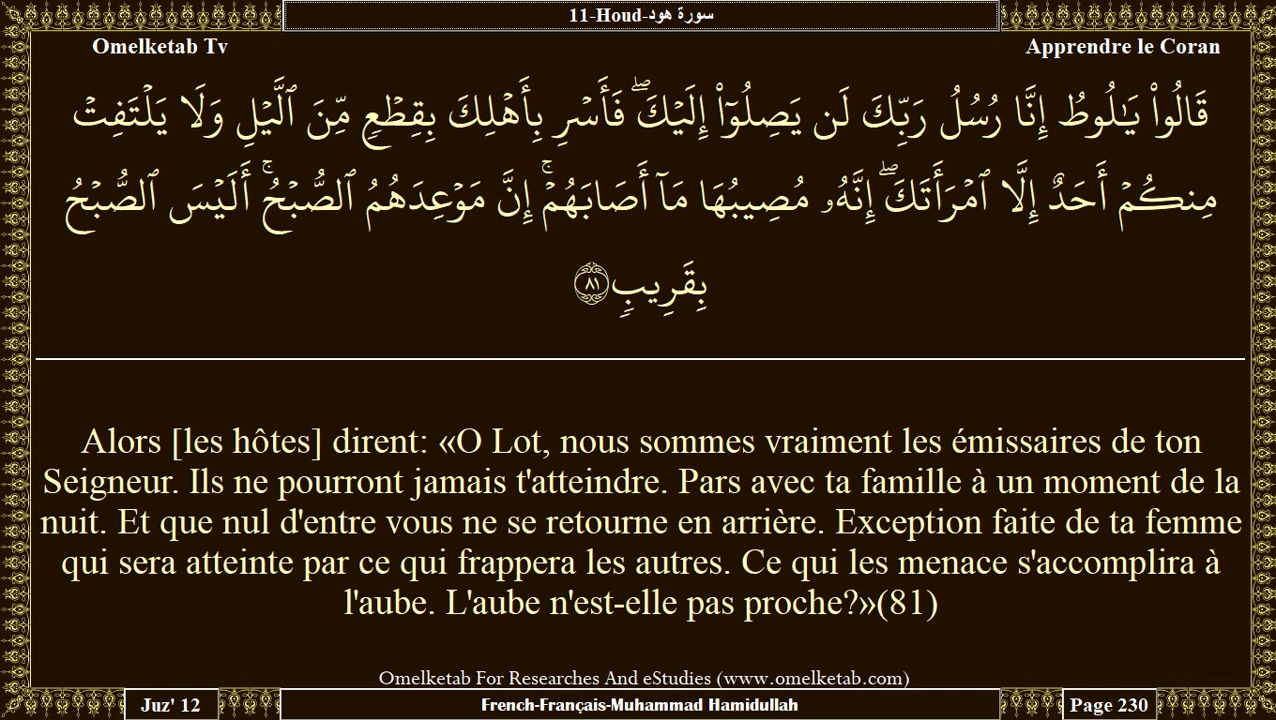 11-Houd-سورة هود
Omelketab Tv
Apprendre le Coran
قَالُوا۟ يَـٰلُوطُ إِنَّا رُسُلُ رَبِّكَ لَن يَصِلُوٓا۟ إِلَيْكَ ۖ فَأَسْرِ بِأَهْلِكَ بِقِطْعٍ مِّنَ ٱلَّيْلِ وَلَا يَلْتَفِتْ
مِنكُمْ أَحَدٌ إِلَّا ٱمْرَأَتَكَ ۖ إِنَّهُۥ مُصِيبُهَا مَآ أَصَابَهُمْ ۚ إِنَّ مَوْعِدَهُمُ ٱلصُّبْحُ ۚ أَلَيْسَ ٱلصُّبْحُ
بِقَرِيبٍ ٨١
Alors [les hôtes] dirent: «O Lot, nous sommes vraiment les émissaires de ton
Seigneur. Ils ne pourront jamais t'atteindre. Pars avec ta famille à un moment de la
nuit. Et que nul d'entre vous ne se retourne en arrière. Exception faite de ta femme
qui sera atteinte par ce qui frappera les autres. Ce qui les menace s'accomplira à
l'aube. L'aube n'est-elle pas proche?»(81)
Omelketab For Researches And eStudies (www.omelketab.com)
Juz' 12
French-Français-Muhammad Hamidullah
Page 230